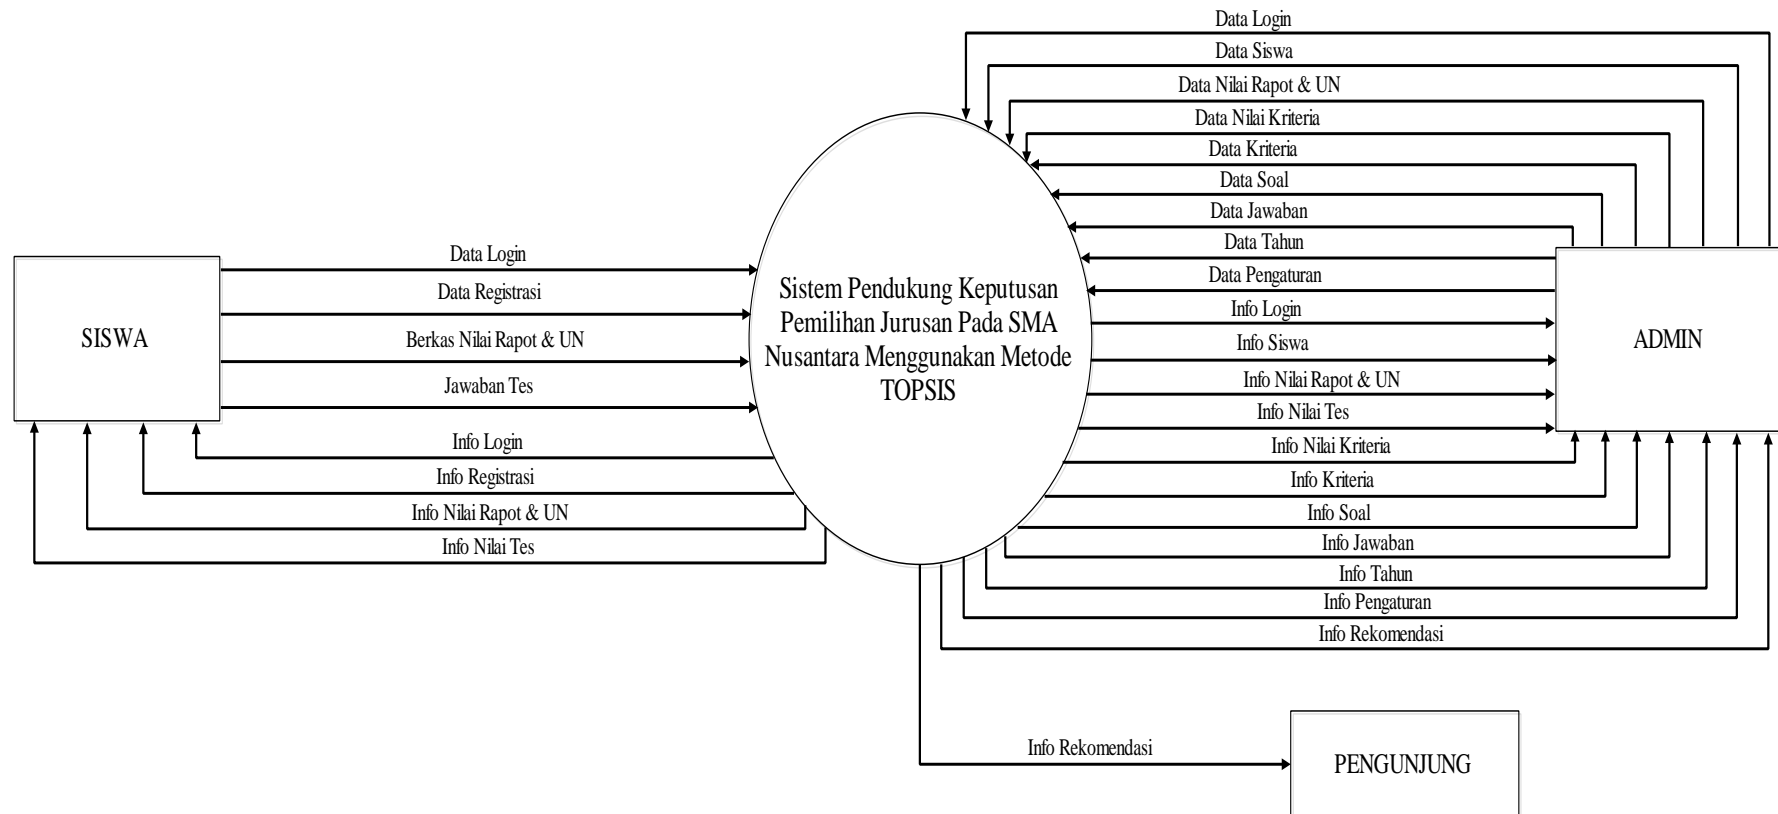 Data Login
Data Siswa
Data Nilai Rapot & UN
Data Nilai Kriteria
Data Kriteria
Data Soal
Data Jawaban
Data Tahun
Data Pengaturan
Info Login
Info Siswa
Info Nilai Rapot & UN
Info Nilai Tes
Info Nilai Kriteria
Info Kriteria
Info Soal
Info Jawaban
Info Tahun
Info Pengaturan
Info Rekomendasi
ADMIN
Sistem Pendukung Keputusan
Pemilihan Jurusan Pada SMA
Nusantara Menggunakan Metode
TOPSIS
SISWA
Data Login
Data Registrasi
Berkas Nilai Rapot & UN
Jawaban Tes
Info Login
Info Registrasi
Info Nilai Rapot & UN
Info Nilai Tes
Info Rekomendasi
PENGUNJUNG